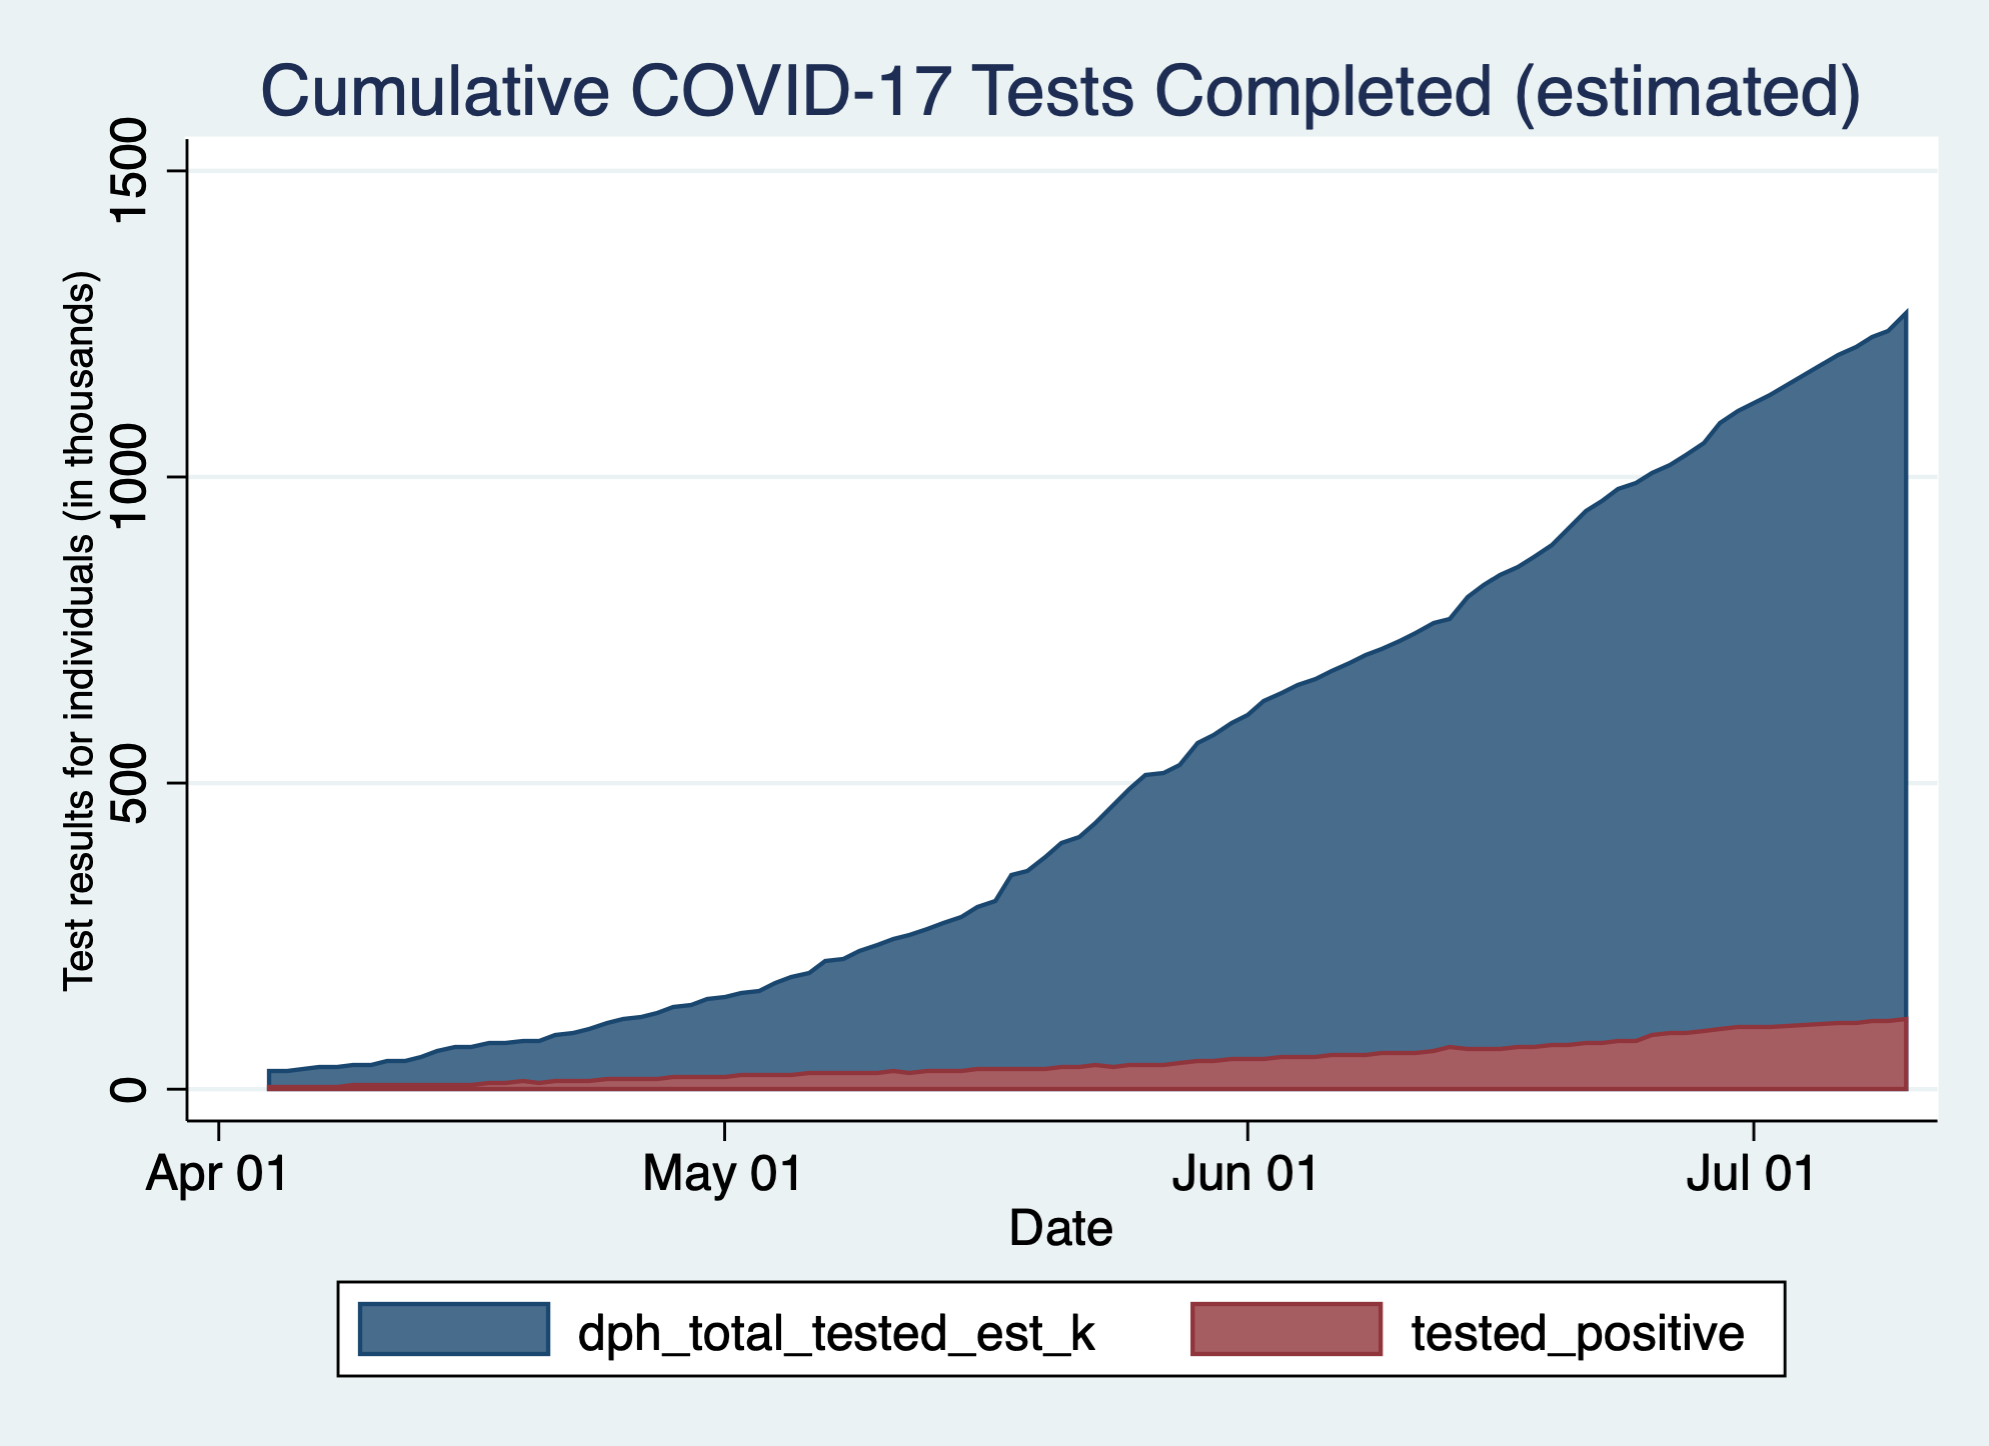 Cumulative COVID-17 Tests Completed (estimated)
Test results for individuals (in thousands)
1500
1000
500
0
Apr 01 May 01 Jun 01 Jul 01
Date
dph_total_tested_est_k tested_positive